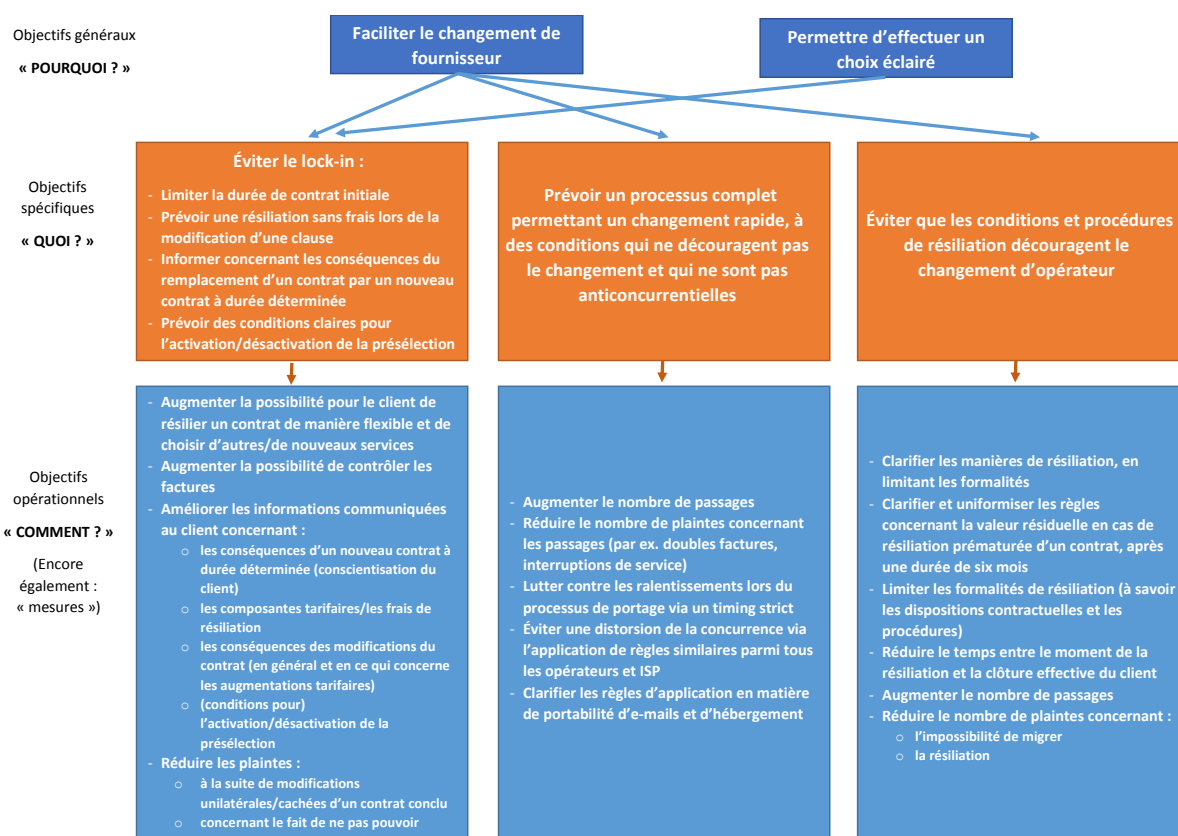 Objectifs généraux
« POURQUOI ? »
Faciliter le changement de
fournisseur
Permettre d'effectuer un
choix éclairé
Objectifs
spécifiques
« QUOI ? »
Éviter le lock-in :
- Limiter la durée de contrat initiale
- Prévoir une résiliation sans frais lors de la
modification d'une clause
- Informer concernant les conséquences du
remplacement d'un contrat par un nouveau
contrat à durée déterminée
- Prévoir des conditions claires pour
l'activation/désactivation de la présélection
Prévoir un processus complet
permettant un changement rapide, à
des conditions qui ne découragent pas
le changement et qui ne sont pas
anticoncurrentielles
Éviter que les conditions et procédures
de résiliation découragent le
changement d'opérateur
Objectifs
opérationnels
« COMMENT ? »
(Encore
également :
« mesures »)
- Augmenter la possibilité pour le client de
résilier un contrat de manière flexible et de
choisir d'autres/de nouveaux services
- Augmenter la possibilité de contrôler les
factures
- Améliorer les informations communiquées
au client concernant :
o les conséquences d'un nouveau contrat à
durée déterminée (conscientisation du
client)
o les composantes tarifaires/les frais de
résiliation
o les conséquences des modifications du
contrat (en général et en ce qui concerne
les augmentations tarifaires)
o (conditions pour)
l'activation/désactivation de la
présélection
- Réduire les plaintes :
o à la suite de modifications
unilatérales/cachées d'un contrat conclu
o concernant le fait de ne pas pouvoir
- Augmenter le nombre de passages
- Réduire le nombre de plaintes concernant
les passages (par ex. doubles factures,
interruptions de service)
- Lutter contre les ralentissements lors du
processus de portage via un timing strict
- Éviter une distorsion de la concurrence via
l'application de règles similaires parmi tous
les opérateurs et ISP
- Clarifier les règles d'application en matière
de portabilité d'e-mails et d'hébergement
- Clarifier les manières de résiliation, en
limitant les formalités
- Clarifier et uniformiser les règles
concernant la valeur résiduelle en cas de
résiliation prématurée d'un contrat, après
une durée de six mois
- Limiter les formalités de résiliation (à savoir
les dispositions contractuelles et les
procédures)
- Réduire le temps entre le moment de la
résiliation et la clôture effective du client
- Augmenter le nombre de passages
- Réduire le nombre de plaintes concernant :
o l'impossibilité de migrer
o la résiliation